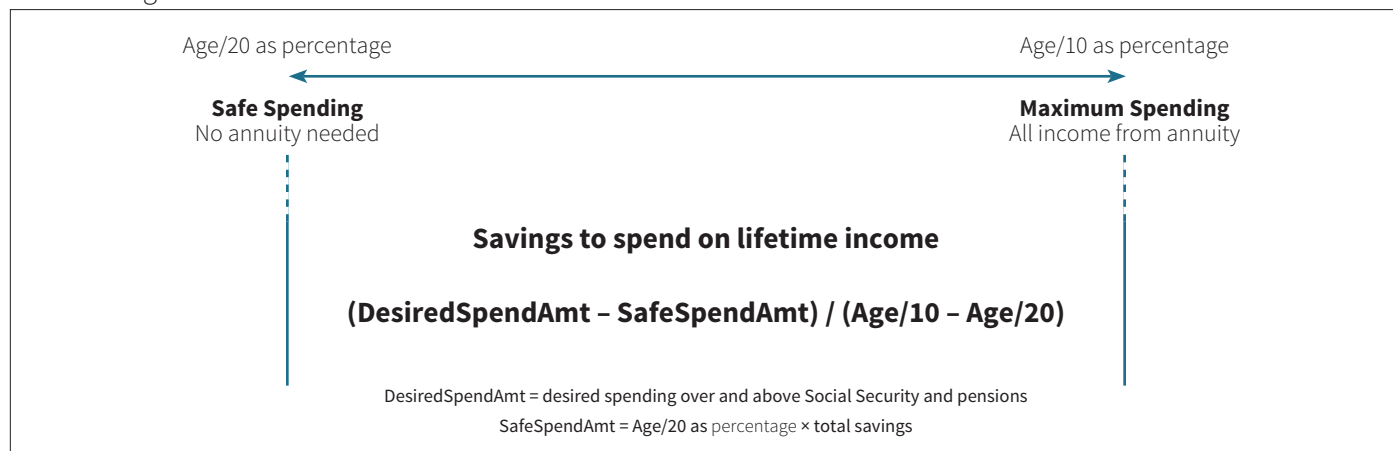 Age/20 as percentage
Age/10 as percentage
Safe Spending
No annuity needed
Maximum Spending
All income from annuity
Savings to spend on lifetime income
(DesiredSpendAmt – SafeSpendAmt) / (Age/10 – Age/20)
DesiredSpendAmt = desired spending over and above Social Security and pensions
SafeSpendAmt = Age/20 as percentage × total savings